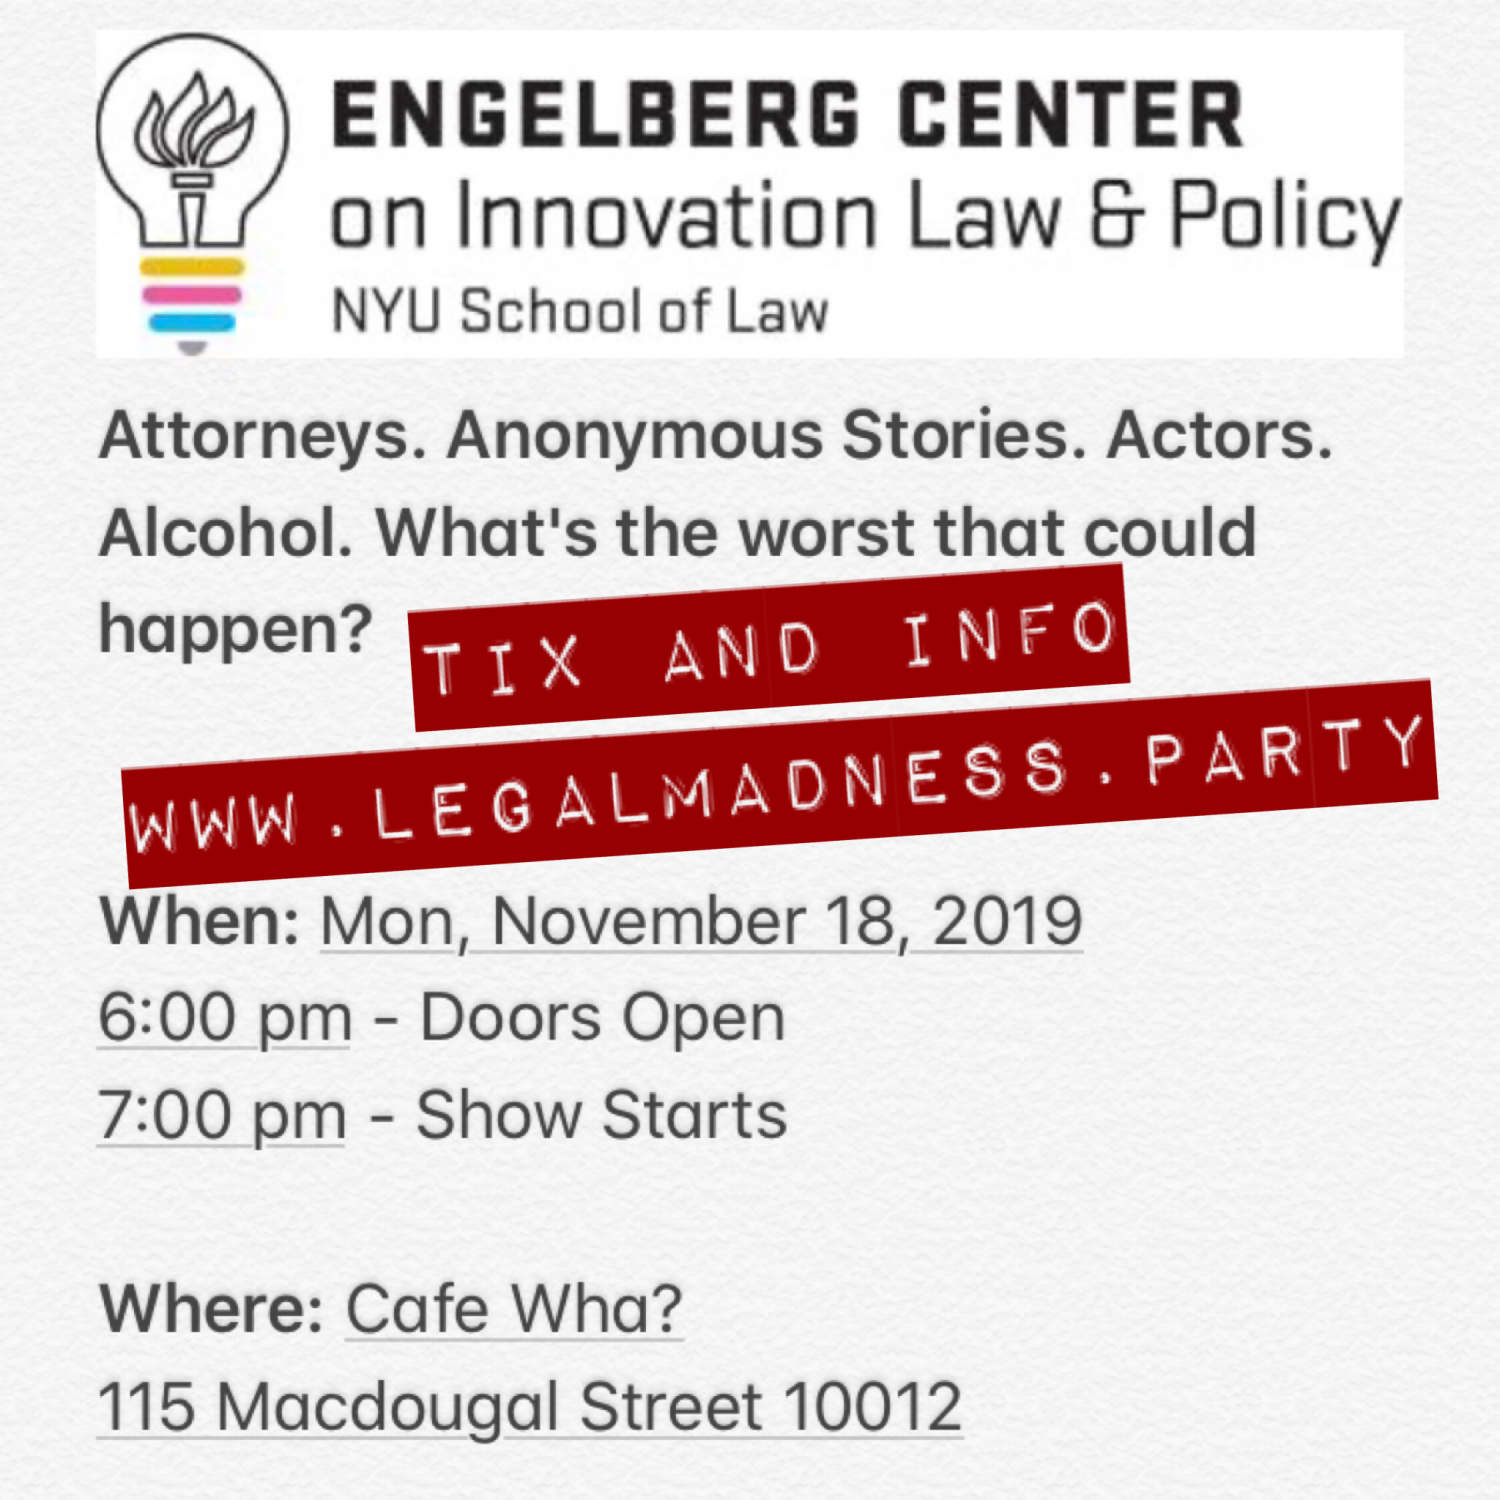 ENGELBERG CENTER
on Innovation Law & Policy
NYU School of Law
Attorneys. Anonymous Stories. Actors.
Alcohol. What's the worst that could
happen?
TIX AND INFO
WWW.LEGALMADNESS.PARTY
When: Mon, November 18, 2019
6:00 pm - Doors Open
7:00 pm - Show Starts
Where: Cafe Wha?
115 Macdougal Street 10012